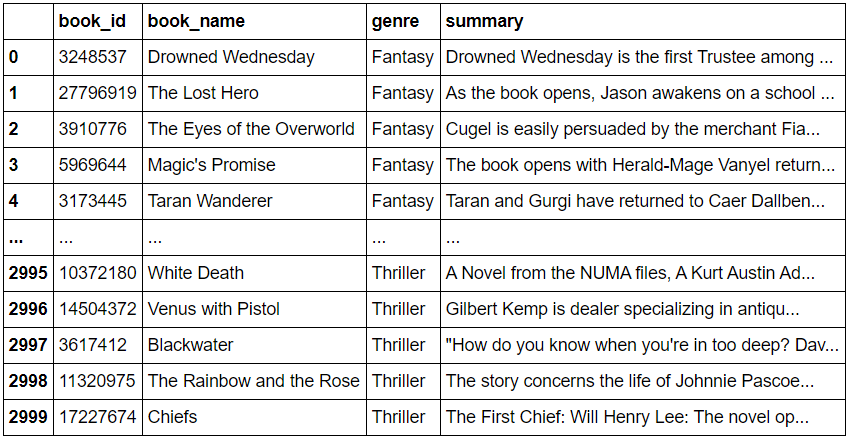 book_id book_name genre summary
0 3248537 Drowned Wednesday Fantasy Drowned Wednesday is the first Trustee among ...
1 27796919 The Lost Hero Fantasy As the book opens, Jason awakens on a school ...
2 3910776 The Eyes of the Overworld Fantasy Cugel is easily persuaded by the merchant Fia...
3 5969644 Magic's Promise Fantasy The book opens with Herald-Mage Vanyel return...
4 3173445 Taran Wanderer Fantasy Taran and Gurgi have returned to Caer Dallben...
... ... ... ... ...
2995 10372180 White Death Thriller A Novel from the NUMA files, A Kurt Austin Ad...
2996 14504372 Venus with Pistol Thriller Gilbert Kemp is dealer specializing in antiqu...
2997 3617412 Blackwater Thriller "How do you know when you're in too deep? Dav...
2998 11320975 The Rainbow and the Rose Thriller The story concerns the life of Johnnie Pascoe...
2999 17227674 Chiefs Thriller The First Chief: Will Henry Lee: The novel op...